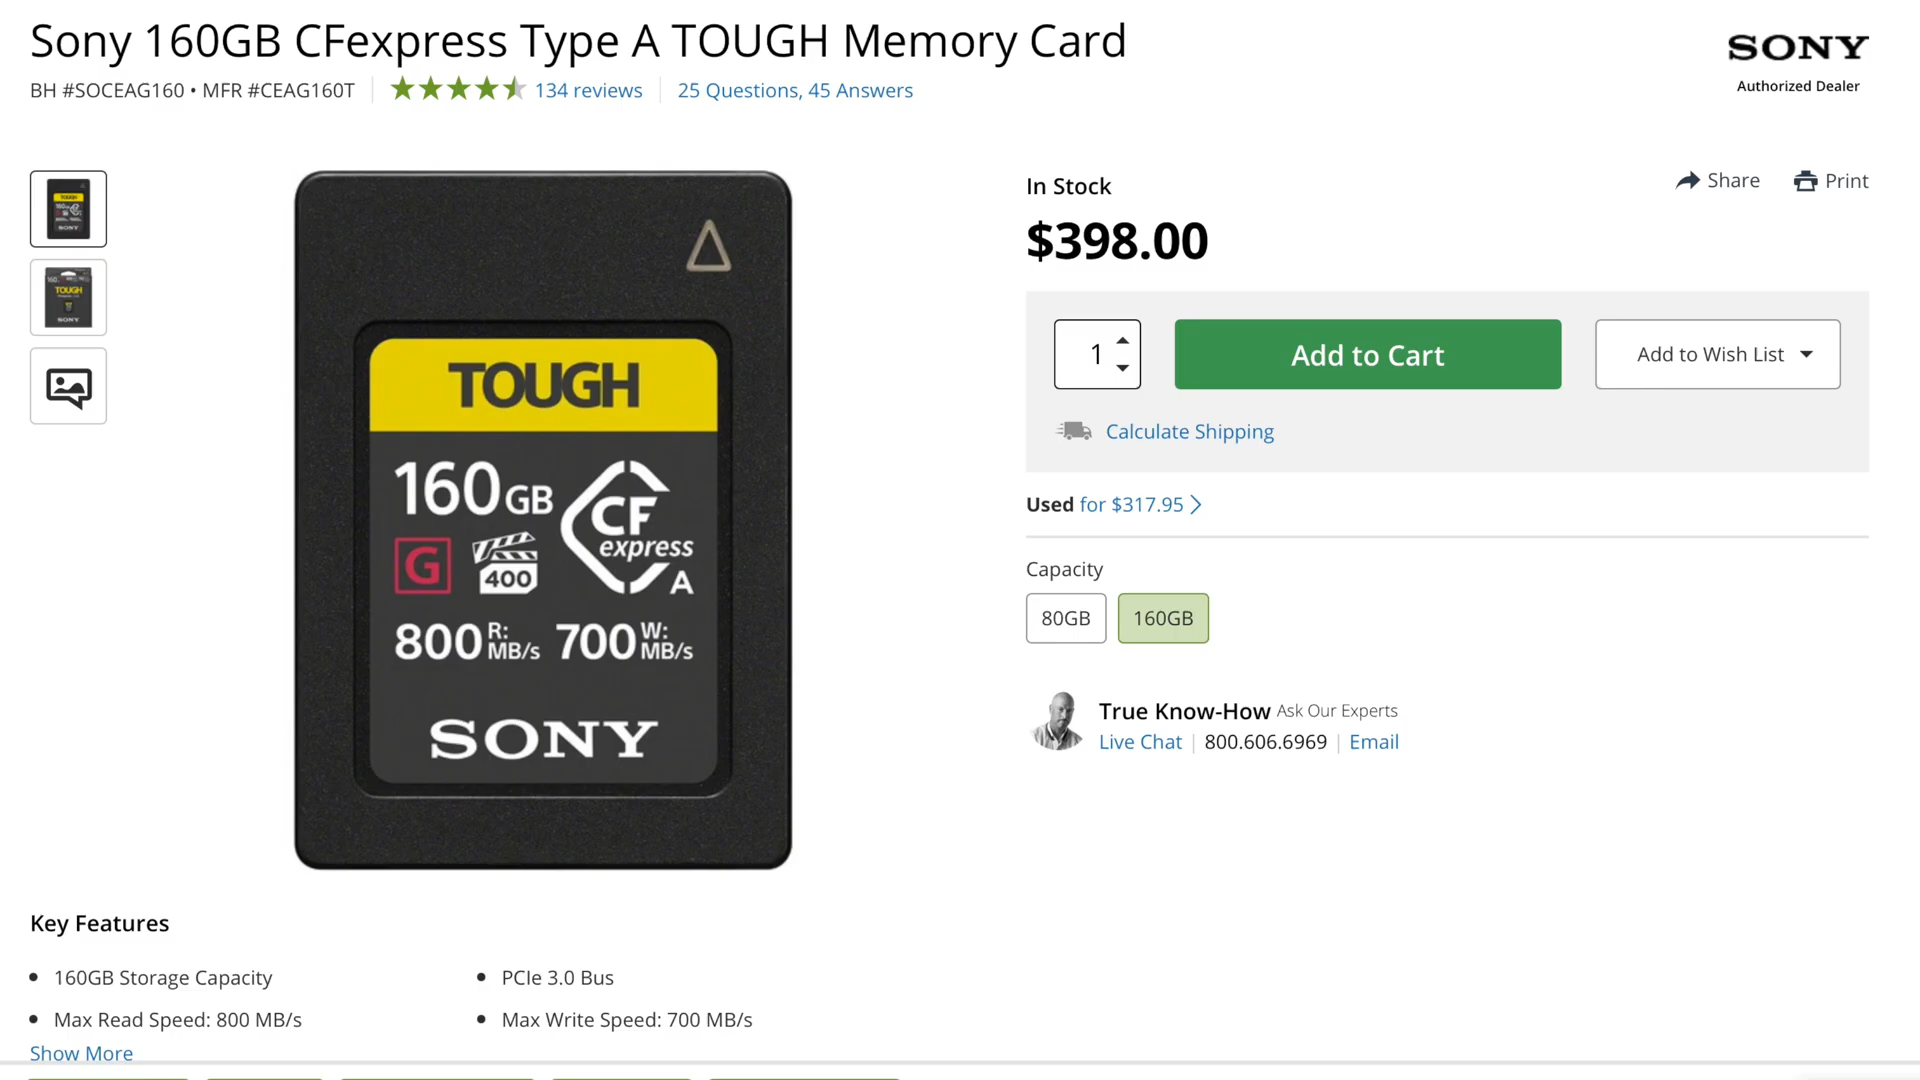 Sony 160GB CFexpress Type A TOUGH Memory Card
BH #SOCEAG160 • MFR #CEAG160T
134 reviews
25 Questions, 45 Answers
SONY
Authorized Dealer
TOUGH
160GB
CF
express
A
G
400
800 R: MB/s 700 W: MB/s
SONY
In Stock
Share
Print
$398.00
1
Add to Cart
Add to Wish List
Calculate Shipping
Used for $317.95
Capacity
80GB
160GB
True Know-How Ask Our Experts
Live Chat | 800.606.6969 | Email
Key Features
• 160GB Storage Capacity
• PCIe 3.0 Bus
• Max Read Speed: 800 MB/s
• Max Write Speed: 700 MB/s
Show More